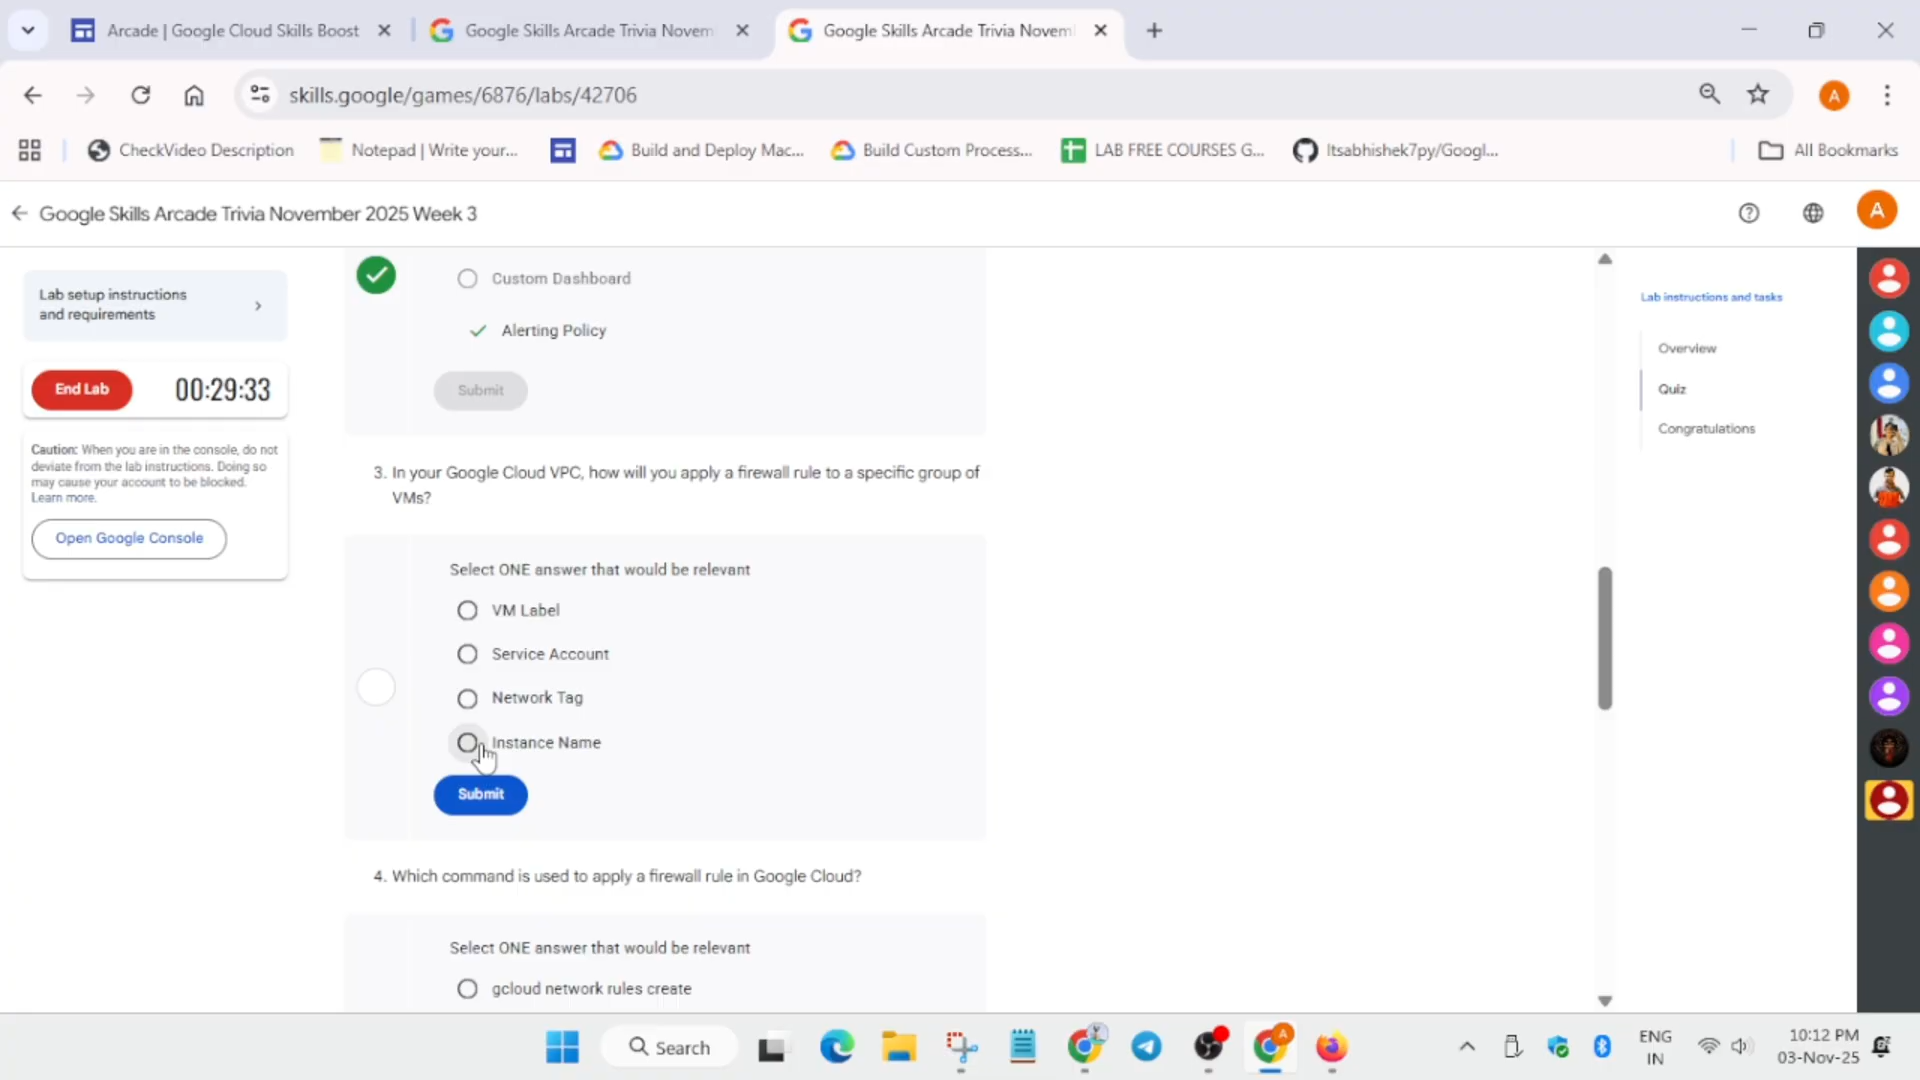 Arcade | Google Cloud Skills Boost
Google Skills Arcade Trivia Novem
Google Skills Arcade Trivia Novem
skills.google/games/6876/labs/42706
A
CheckVideo Description
Notepad | Write your...
Build and Deploy Mac...
Build Custom Process...
LAB FREE COURSES G...
Itsabhishek7py/Googl...
All Bookmarks
Google Skills Arcade Trivia November 2025 Week 3
A
Lab setup instructions
and requirements
End Lab
00:29:33
Caution: When you are in the console, do not
deviate from the lab instructions. Doing so
may cause your account to be blocked.
Learn more.
Open Google Console
Custom Dashboard
Alerting Policy
Submit
3. In your Google Cloud VPC, how will you apply a firewall rule to a specific group of
VMs?
Select ONE answer that would be relevant
VM Label
Service Account
Network Tag
Instance Name
Submit
4. Which command is used to apply a firewall rule in Google Cloud?
Select ONE answer that would be relevant
gcloud network rules create
Lab instructions and tasks
Overview
Quiz
Congratulations
Search
A
ENG
IN
10:12 PM
03-Nov-25